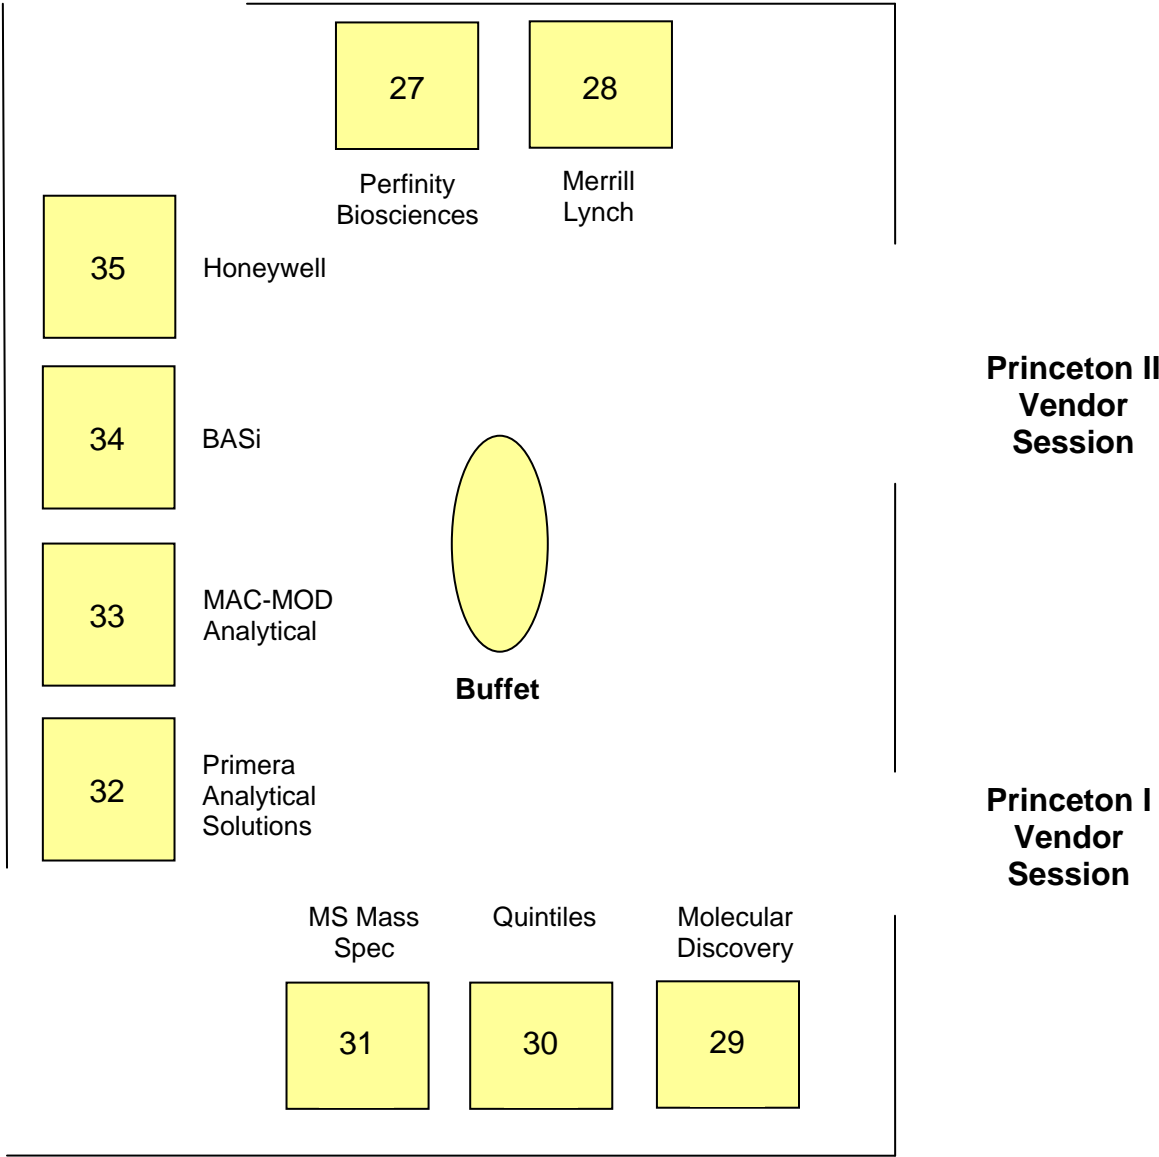 27
28
Perfinity
Biosciences
Merrill
Lynch
35
Honeywell
Princeton II
Vendor
Session
34
BASi
33
MAC-MOD
Analytical
Buffet
32
Primera
Analytical
Solutions
Princeton I
Vendor
Session
MS Mass
Spec
Quintiles
Molecular
Discovery
31
30
29